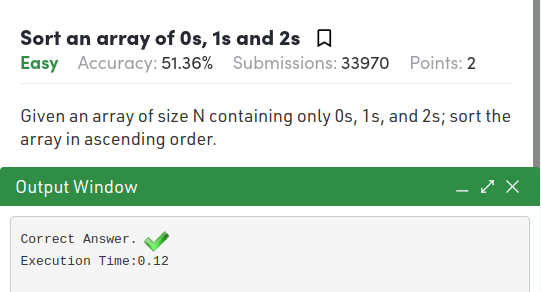 Sort an array of 0s, 1s and 2s
Easy Accuracy: 51.36% Submissions: 33970 Points: 2
Given an array of size N containing only 0s, 1s, and 2s; sort the
array in ascending order.
Output Window
Correct Answer.
Execution Time:0.12